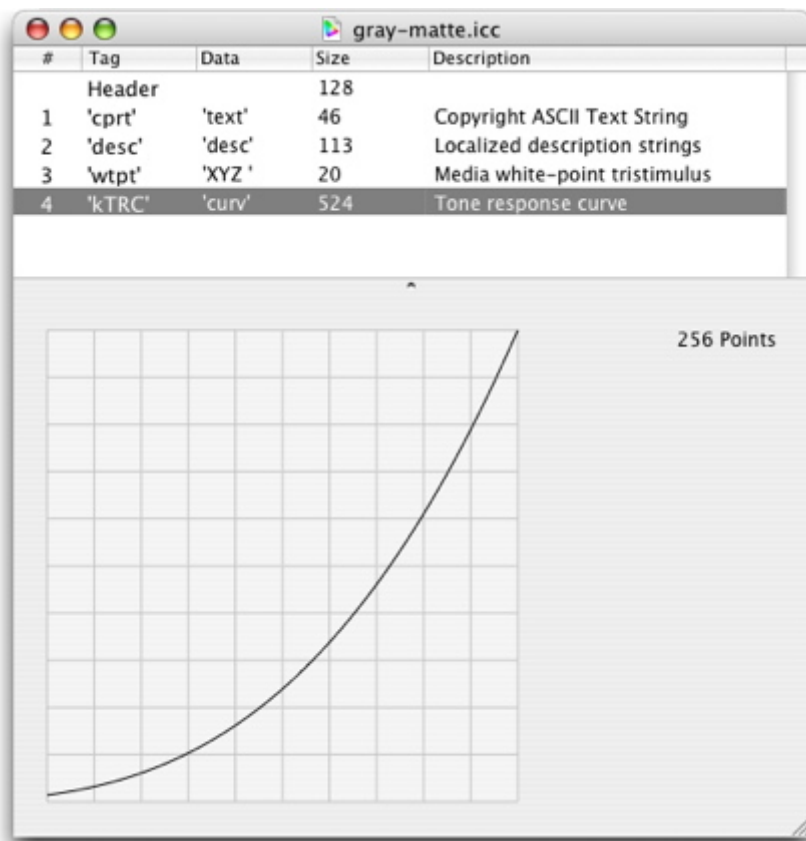 gray-matte.icc
# Tag Data Size Description
Header 128
1 'cprt' 'text' 46 Copyright ASCII Text String
2 'desc' 'desc' 113 Localized description strings
3 'wtpt' 'XYZ ' 20 Media white-point tristimulus
4 'kTRC' 'curv' 524 Tone response curve
256 Points